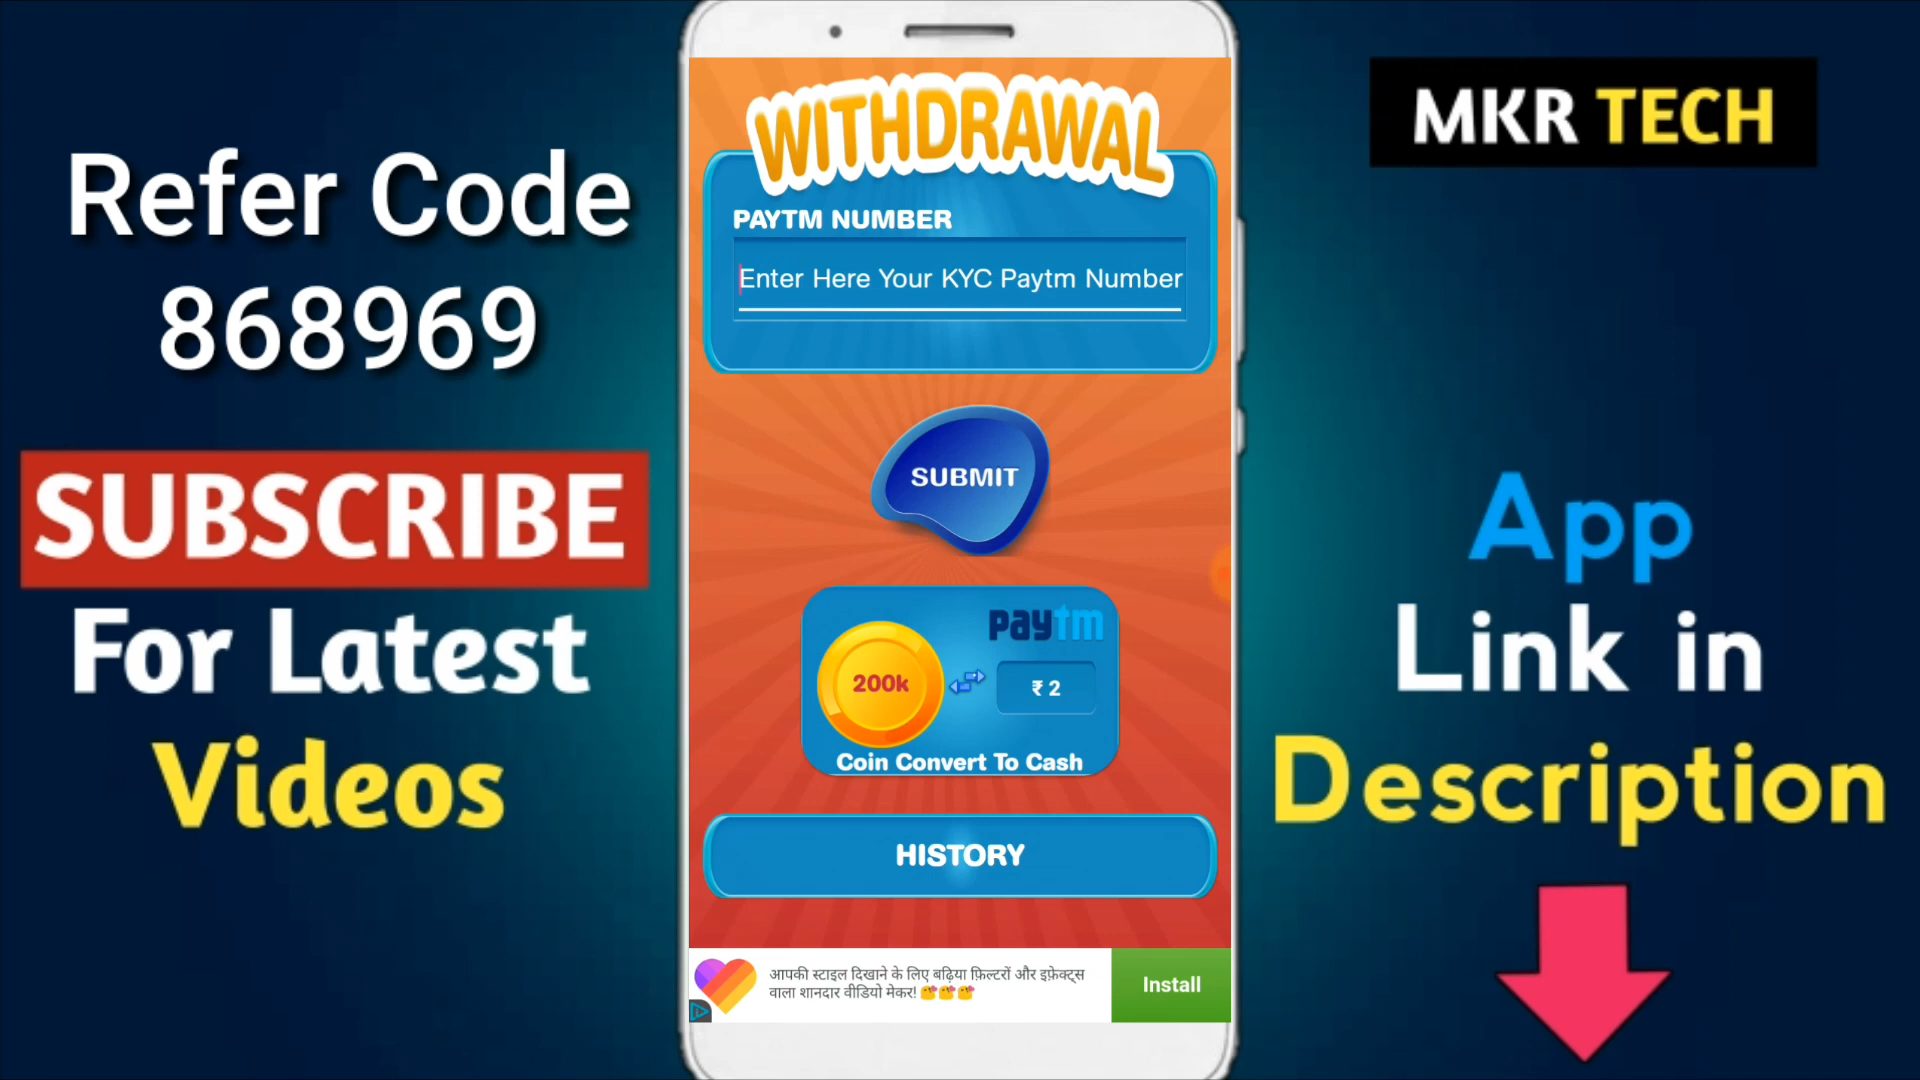 Refer Code
868969
SUBSCRIBE
For Latest
Videos
WITHDRAWAL
PAYTM NUMBER
Enter Here Your KYC Paytm Number
SUBMIT
paytm
200k
₹ 2
Coin Convert To Cash
HISTORY
आपकी स्टाइल दिखाने के लिए बढ़िया फ़िल्टरों और इफ़ेक्ट्स
वाला शानदार वीडियो मेकर! 😘😘😘
Install
MKR TECH
App
Link in
Description